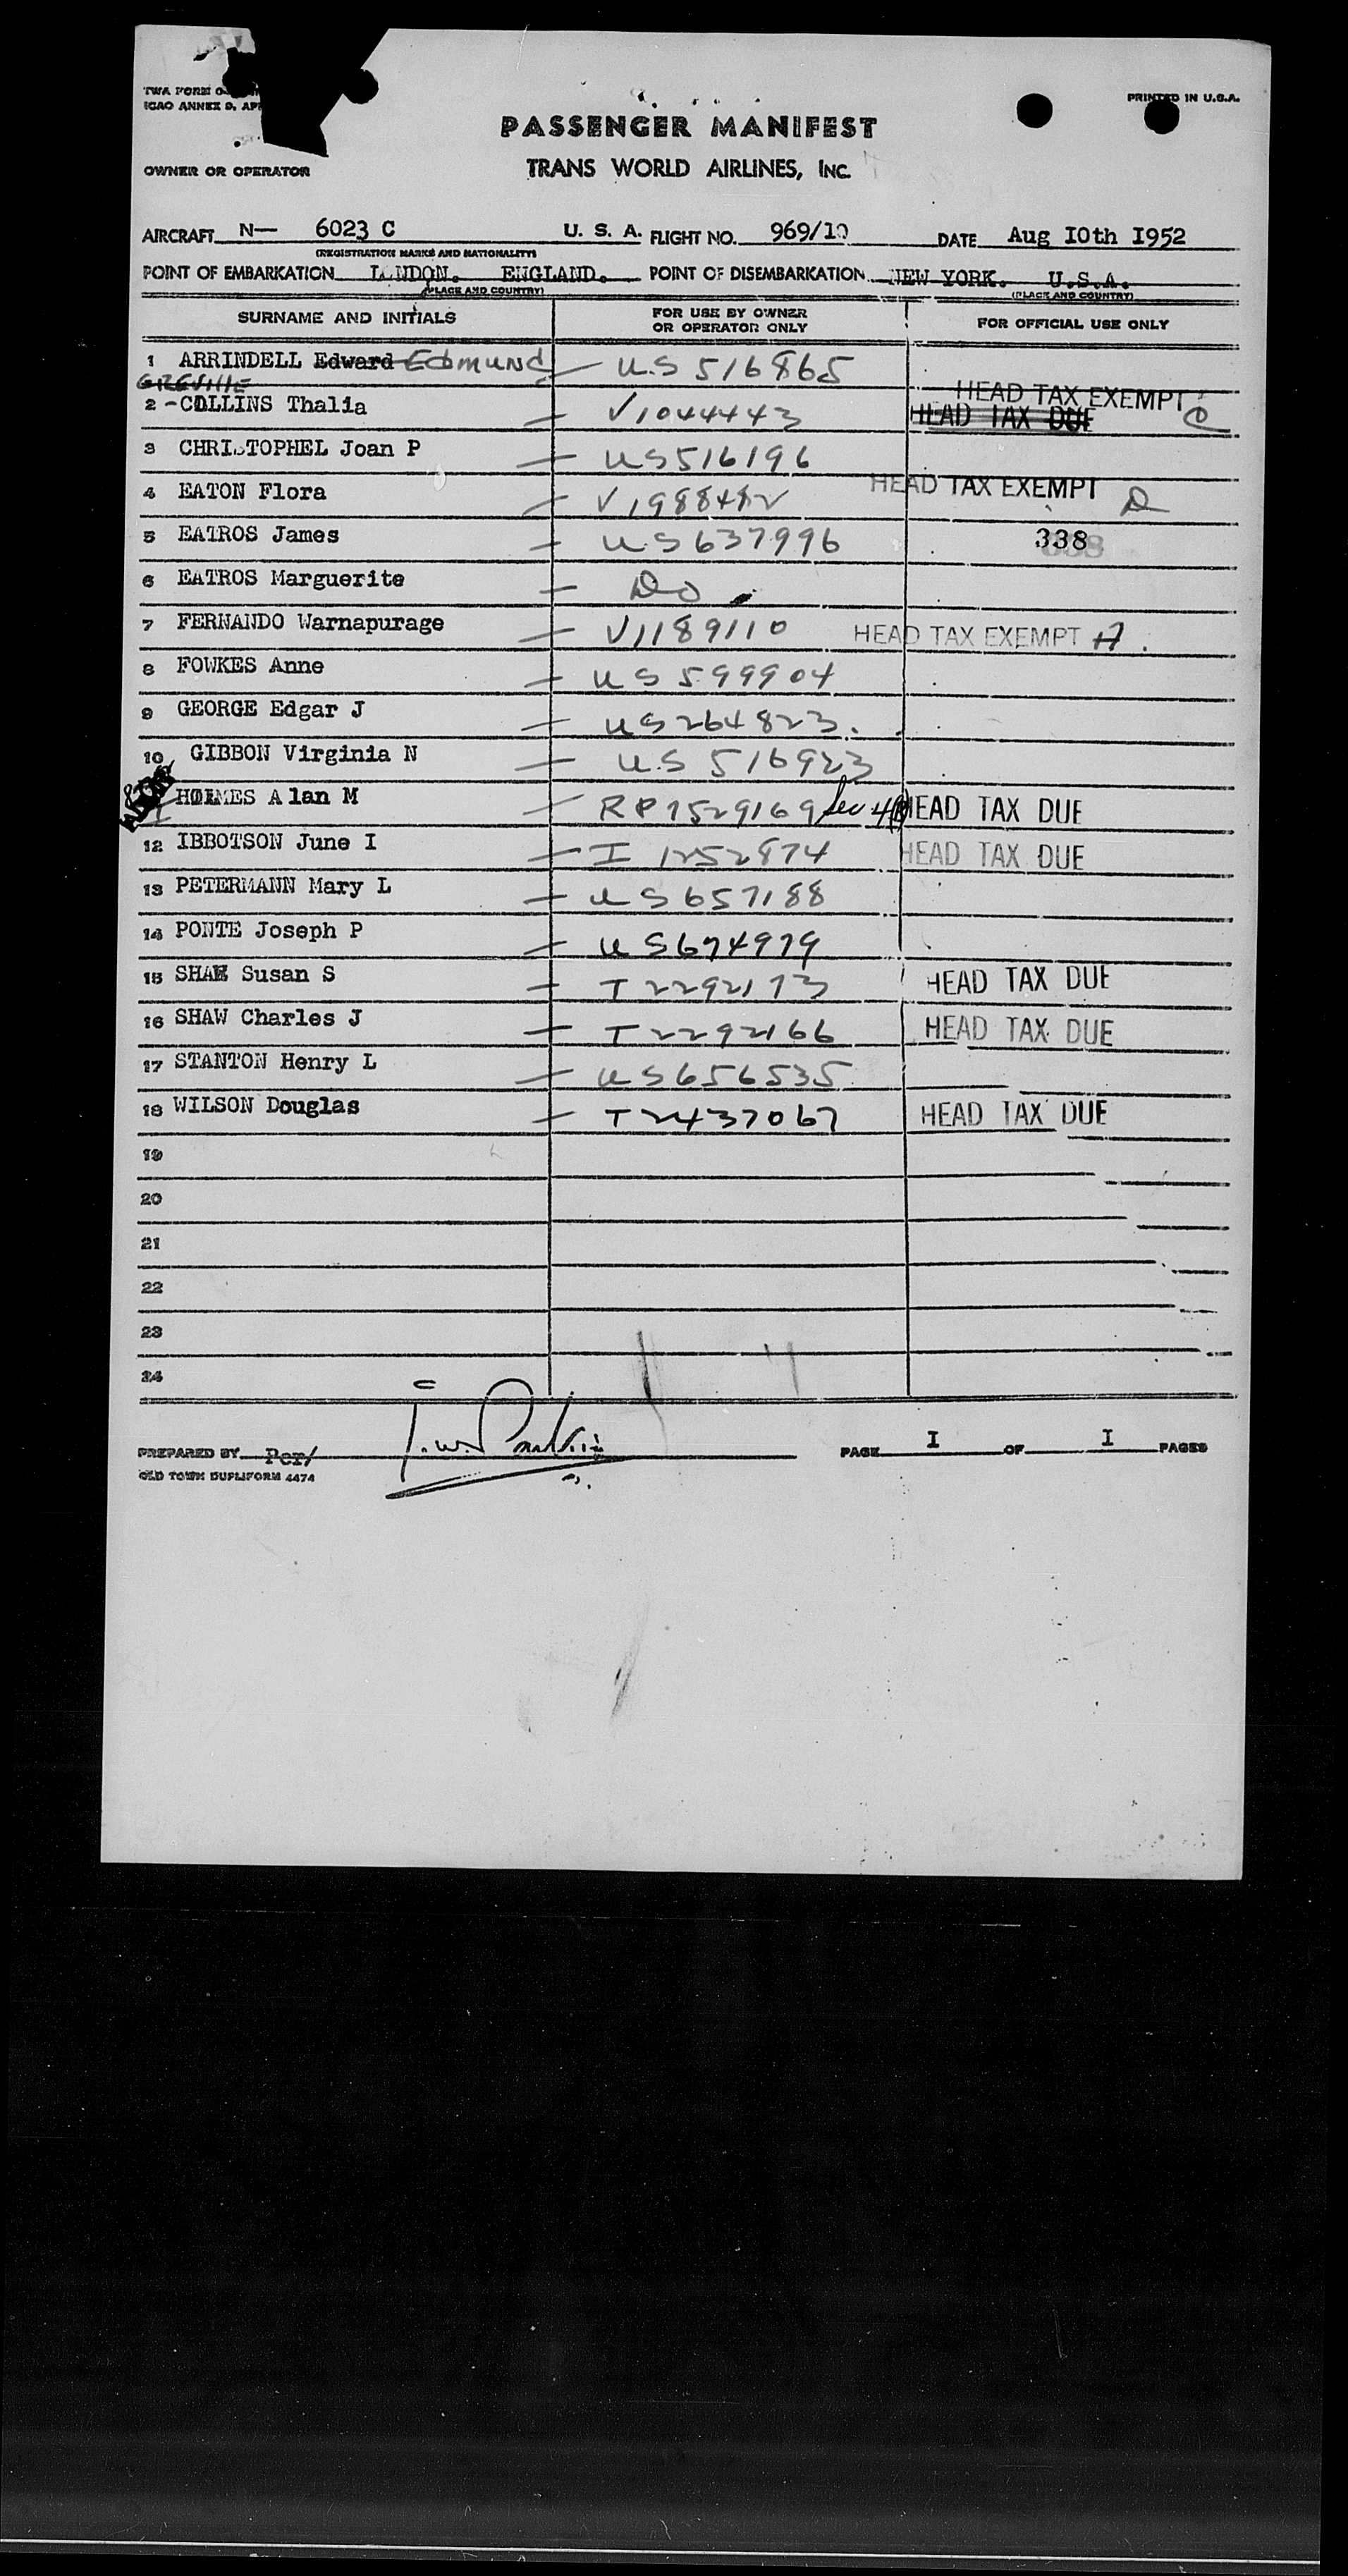 TWA FORM
ICAO ANNEX 9.
PRINTED IN U.S.A.
PASSENGER MANIFEST
OWNER OR OPERATOR
TRANS WORLD AIRLINES, INC.
AIRCRAFT N— 6023 C U. S. A. FLIGHT NO. 969/10 DATE Aug I0th I952
(REGISTRATION MARKS AND NATIONALITY)
POINT OF EMBARKATION LONDON. ENGLAND. POINT OF DISEMBARKATION NEW YORK. U.S.A.
(PLACE AND COUNTRY) (PLACE AND COUNTRY)
SURNAME AND INITIALS FOR USE BY OWNER OR OPERATOR ONLY FOR OFFICIAL USE ONLY
1 ARRINDELL Edward Edmund — U.S 516865
GREVILLE
HEAD TAX EXEMPT C
2 - COLLINS Thalia — V1044443 HEAD TAX DUE
3 CHRISTOPHEL Joan P — US516196
4 EATON Flora — HEAD TAX EXEMPT D
5 EATROS James — US637996 338
6 EATROS Marguerite — Do
7 FERNANDO Warnapurage — V1189110 HEAD TAX EXEMPT
8 FOWKES Anne — US 599904
9 GEORGE Edgar J — US264823.
10 GIBBON Virginia N — U.S 516923
HOLMES A lan M — RP1529169 Sec HEAD TAX DUE
12 IBBOTSON June I — I 1252874 HEAD TAX DUE
13 PETERMANN Mary L — US657188
14 PONTE Joseph P — US674979
15 SHAW Susan S — T2292173 HEAD TAX DUE
16 SHAW Charles J — T2292166 HEAD TAX DUE
17 STANTON Henry L — US656535
18 WILSON Douglas — T2437067 HEAD TAX DUE
19
20
21
22
23
24
PREPARED BY Per/ PAGE I OF I PAGES
OLD TOWN DUPLIFORM 4474